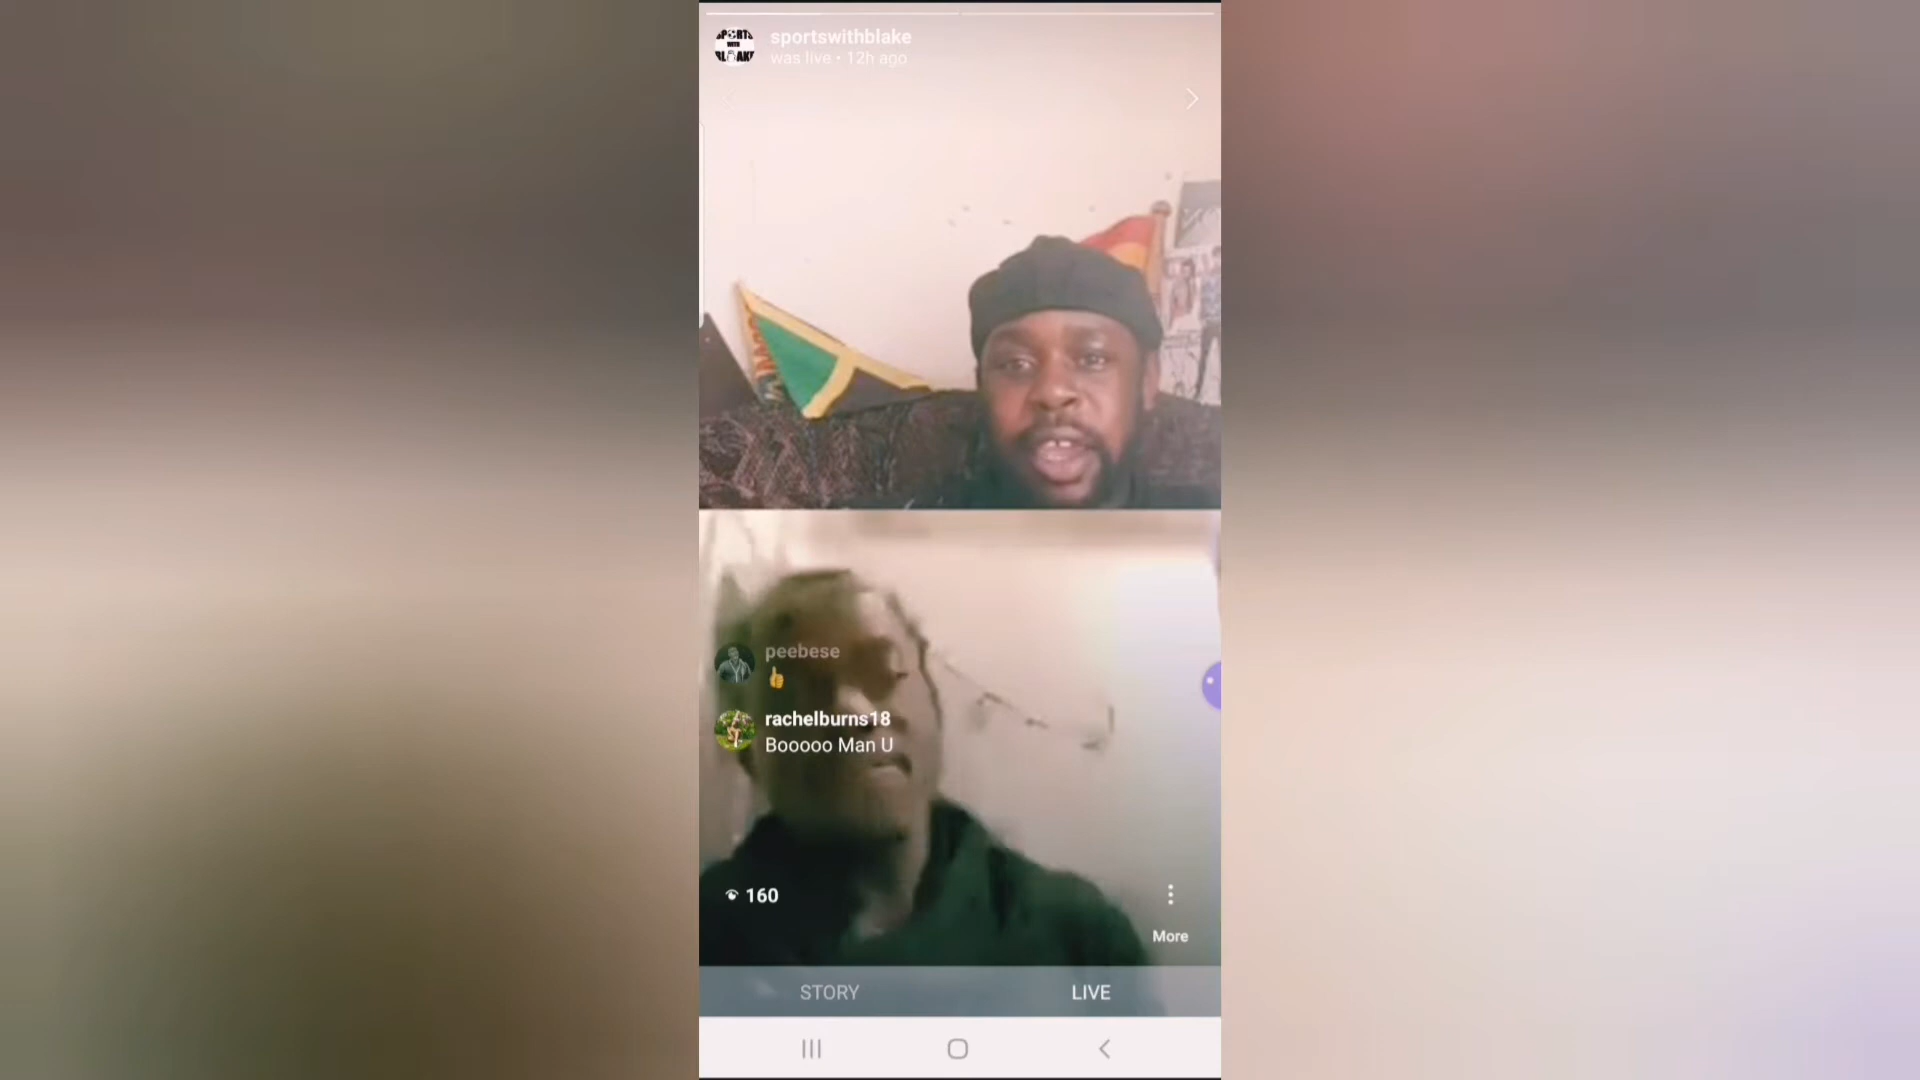 sportswithblake
was live • 12h ago
peebese
👍
rachelburns18
Booooo Man U
160
More
STORY
LIVE